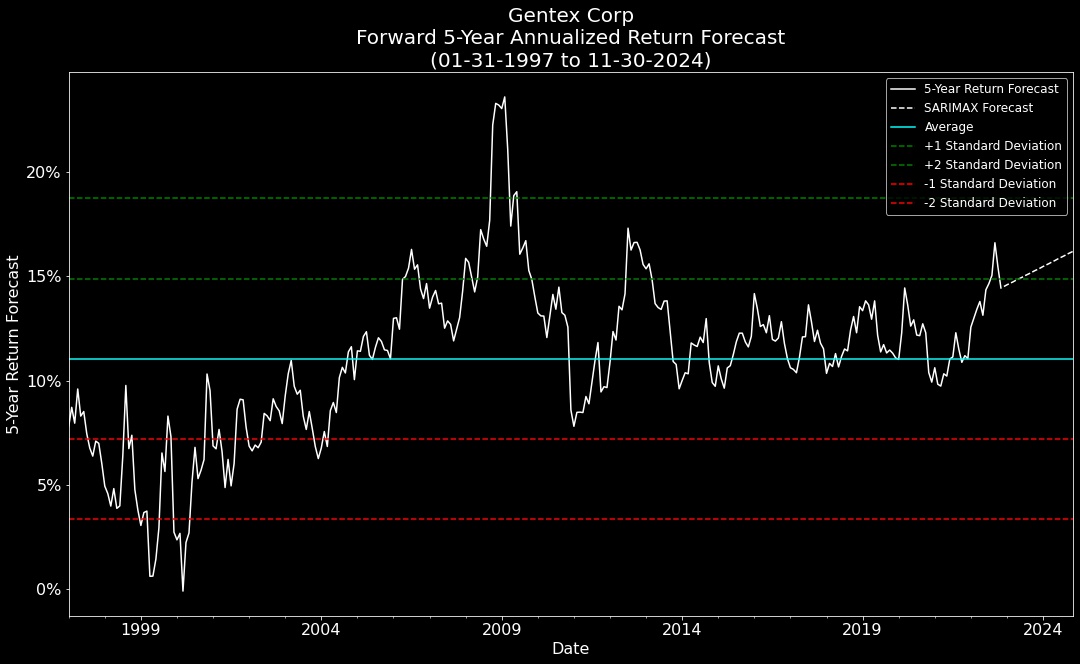 Gentex Corp
Forward 5-Year Annualized Return Forecast
(01-31-1997 to 11-30-2024)
5-Year Return Forecast
SARIMAX Forecast
Average
+1 Standard Deviation
+2 Standard Deviation
-1 Standard Deviation
-2 Standard Deviation
5-Year Return Forecast
20%
15%
10%
5%
0%
1999 2004 2009 2014 2019 2024
Date